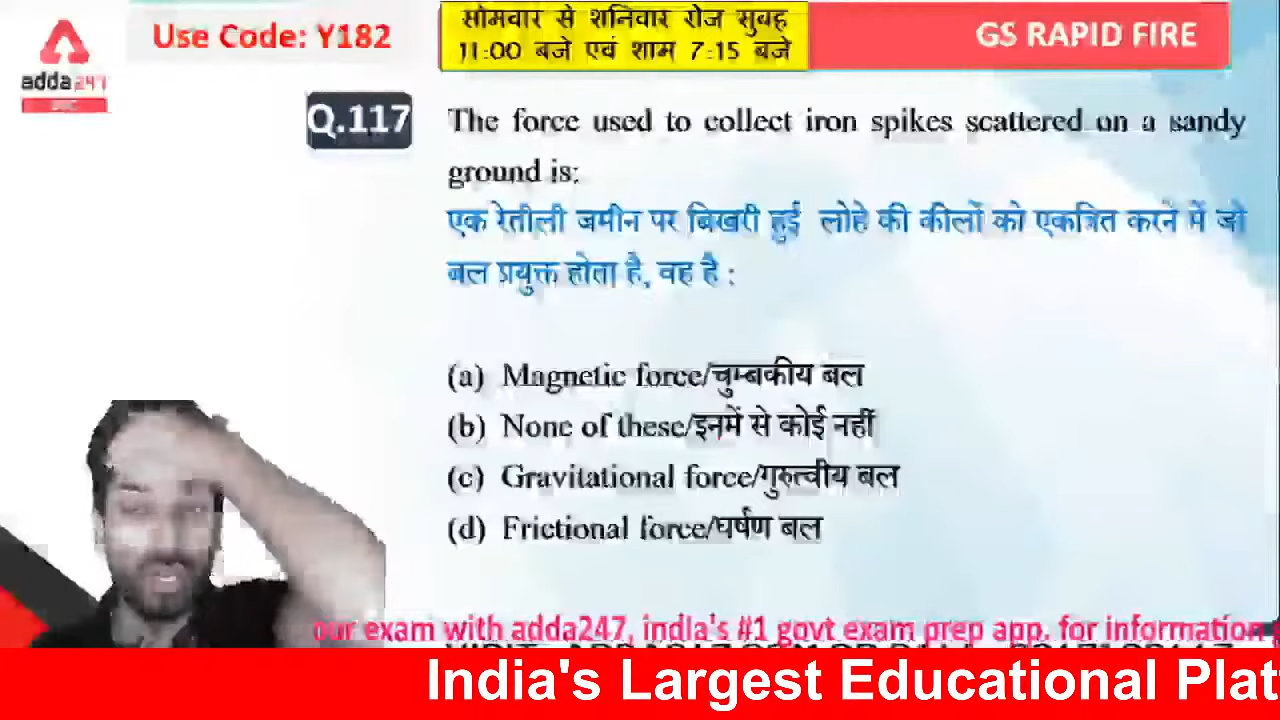 Use Code: Y182
सोमवार से शनिवार रोज सुबह
11:00 बजे एवं शाम 7:15 बजे
GS RAPID FIRE
adda247
Q.117
The force used to collect iron spikes scattered on a sandy
ground is:
एक रेतीली जमीन पर बिखरी हुई लोहे की कीलों को एकत्रित करने में जो
बल प्रयुक्त होता है, वह है :
(a) Magnetic force/चुम्बकीय बल
(b) None of these/इनमें से कोई नहीं
(c) Gravitational force/गुरुत्वीय बल
(d) Frictional force/घर्षण बल
our exam with adda247, india's #1 govt exam prep app. for information
India's Largest Educational Plat